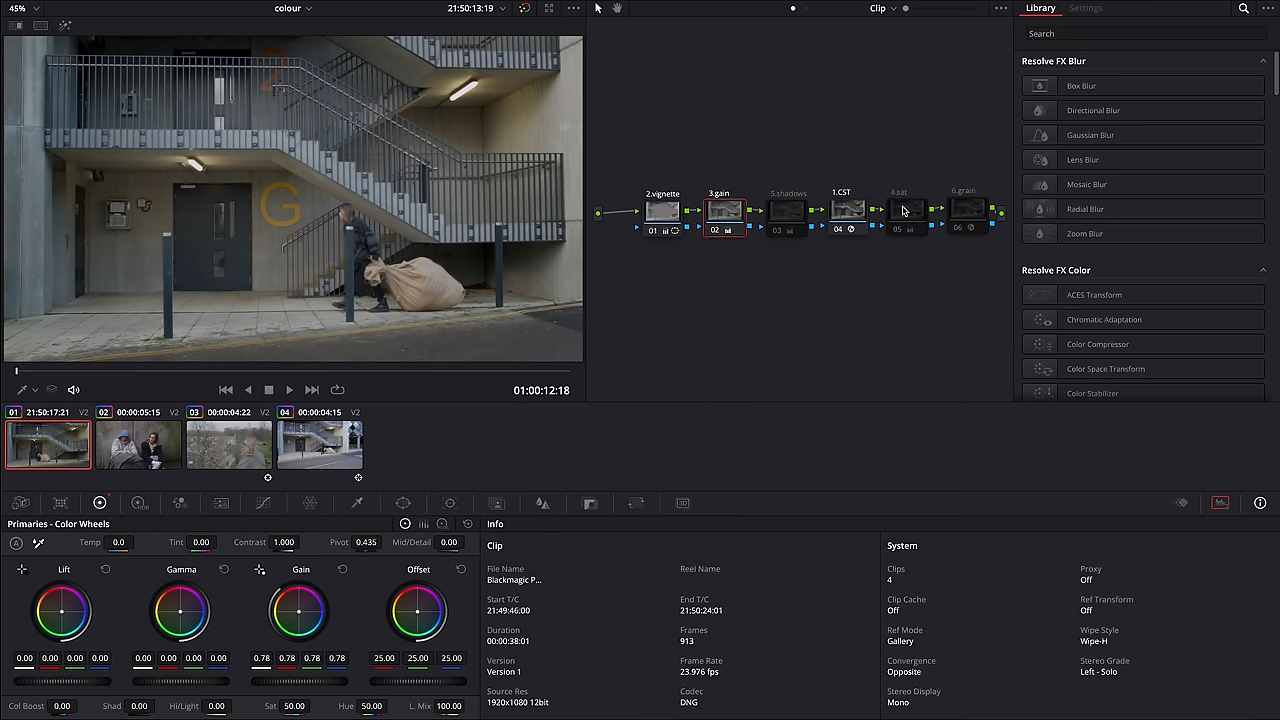 45% colour 21:50:13:19 Clip Library Settings
Search
Resolve FX Blur
Box Blur
Directional Blur
Gaussian Blur
Lens Blur
Mosaic Blur
Radial Blur
Zoom Blur
Resolve FX Color
ACES Transform
Chromatic Adaptation
Color Compressor
Color Space Transform
Color Stabilizer
2
G
2.vignette 3.gain 5.shadows 1.CST 4.sat 6.grain
01 02 03 04 05 06
01:00:12:18
01 21:50:17:21 V2 02 00:00:05:15 V2 03 00:00:04:22 V2 04 00:00:04:15 V2
HDR 3D
Primaries - Color Wheels
A Temp 0.0 Tint 0.00 Contrast 1.000 Pivot 0.435 Mid/Detail 0.00
Lift Gamma Gain Offset
0.00 0.00 0.00 0.00 0.00 0.00 0.00 0.00 0.78 0.78 0.78 0.78 25.00 25.00 25.00
Col Boost 0.00 Shad 0.00 Hi/Light 0.00 Sat 50.00 Hue 50.00 L. Mix 100.00
Info
Clip
File Name Reel Name
Blackmagic P...
Start T/C End T/C
21:49:46:00 21:50:24:01
Duration Frames
00:00:38:01 913
Version Frame Rate
Version 1 23.976 fps
Source Res Codec
1920x1080 12bit DNG
System
Clips Proxy
4 Off
Clip Cache Ref Transforms
Off Off
Ref Mode Wipe Style
Gallery Wipe-H
Convergence Stereo Grade
Opposite Left - Solo
Stereo Display
Mono